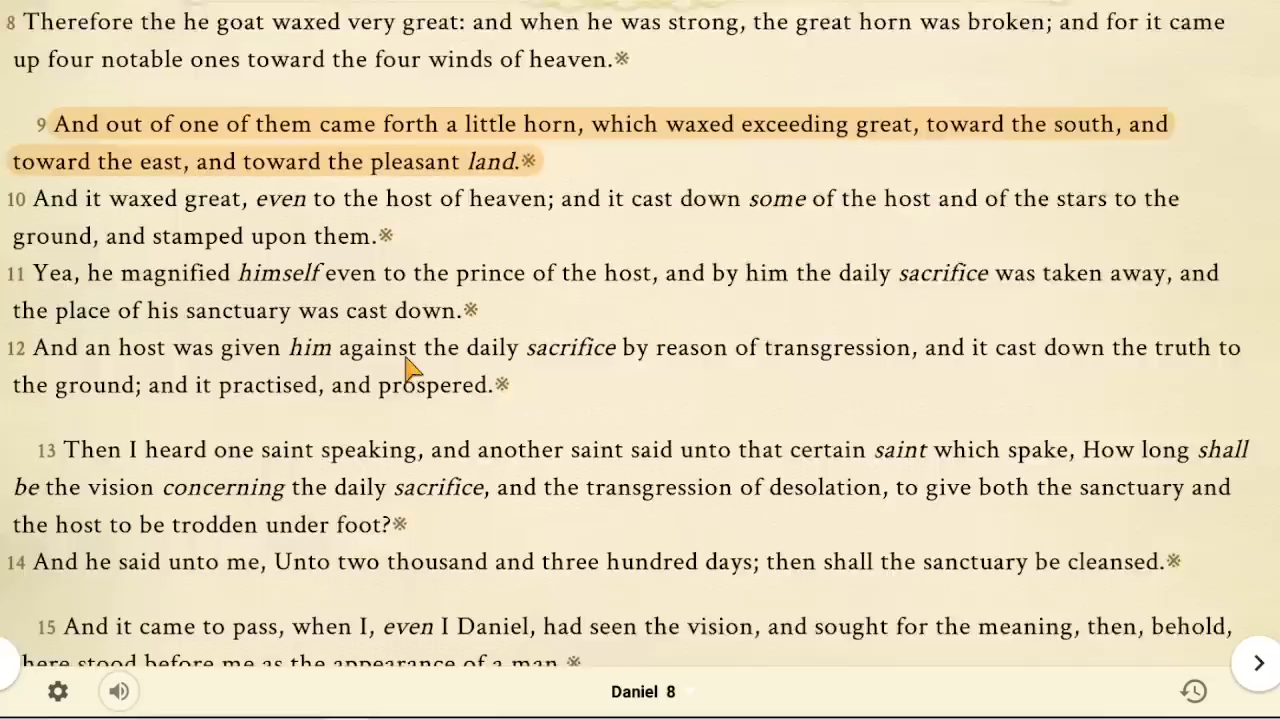 8 Therefore the he goat waxed very great: and when he was strong, the great horn was broken; and for it came
up four notable ones toward the four winds of heaven.※
9 And out of one of them came forth a little horn, which waxed exceeding great, toward the south, and
toward the east, and toward the pleasant land.※
10 And it waxed great, even to the host of heaven; and it cast down some of the host and of the stars to the
ground, and stamped upon them.※
11 Yea, he magnified himself even to the prince of the host, and by him the daily sacrifice was taken away, and
the place of his sanctuary was cast down.※
12 And an host was given him against the daily sacrifice by reason of transgression, and it cast down the truth to
the ground; and it practised, and prospered.※
13 Then I heard one saint speaking, and another saint said unto that certain saint which spake, How long shall
be the vision concerning the daily sacrifice, and the transgression of desolation, to give both the sanctuary and
the host to be trodden under foot?※
14 And he said unto me, Unto two thousand and three hundred days; then shall the sanctuary be cleansed.※
15 And it came to pass, when I, even I Daniel, had seen the vision, and sought for the meaning, then, behold,
here stood before me as the appearance of a man.※
Daniel 8